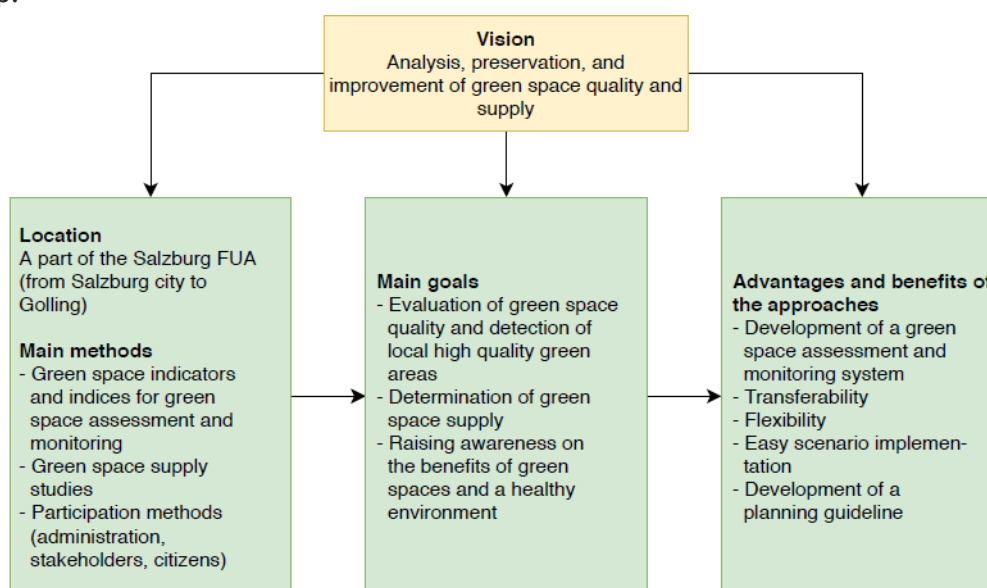 Vision
Analysis, preservation, and
improvement of green space quality and
supply
Location
A part of the Salzburg FUA
(from Salzburg city to
Golling)
Main methods
- Green space indicators
and indices for green
space assessment and
monitoring
- Green space supply
studies
- Participation methods
(administration,
stakeholders, citizens)
Main goals
- Evaluation of green space
quality and detection of
local high quality green
areas
- Determination of green
space supply
- Raising awareness on
the benefits of green
spaces and a healthy
environment
Advantages and benefits of
the approaches
- Development of a green
space assessment and
monitoring system
- Transferability
- Flexibility
- Easy scenario implemen-
tation
- Development of a
planning guideline